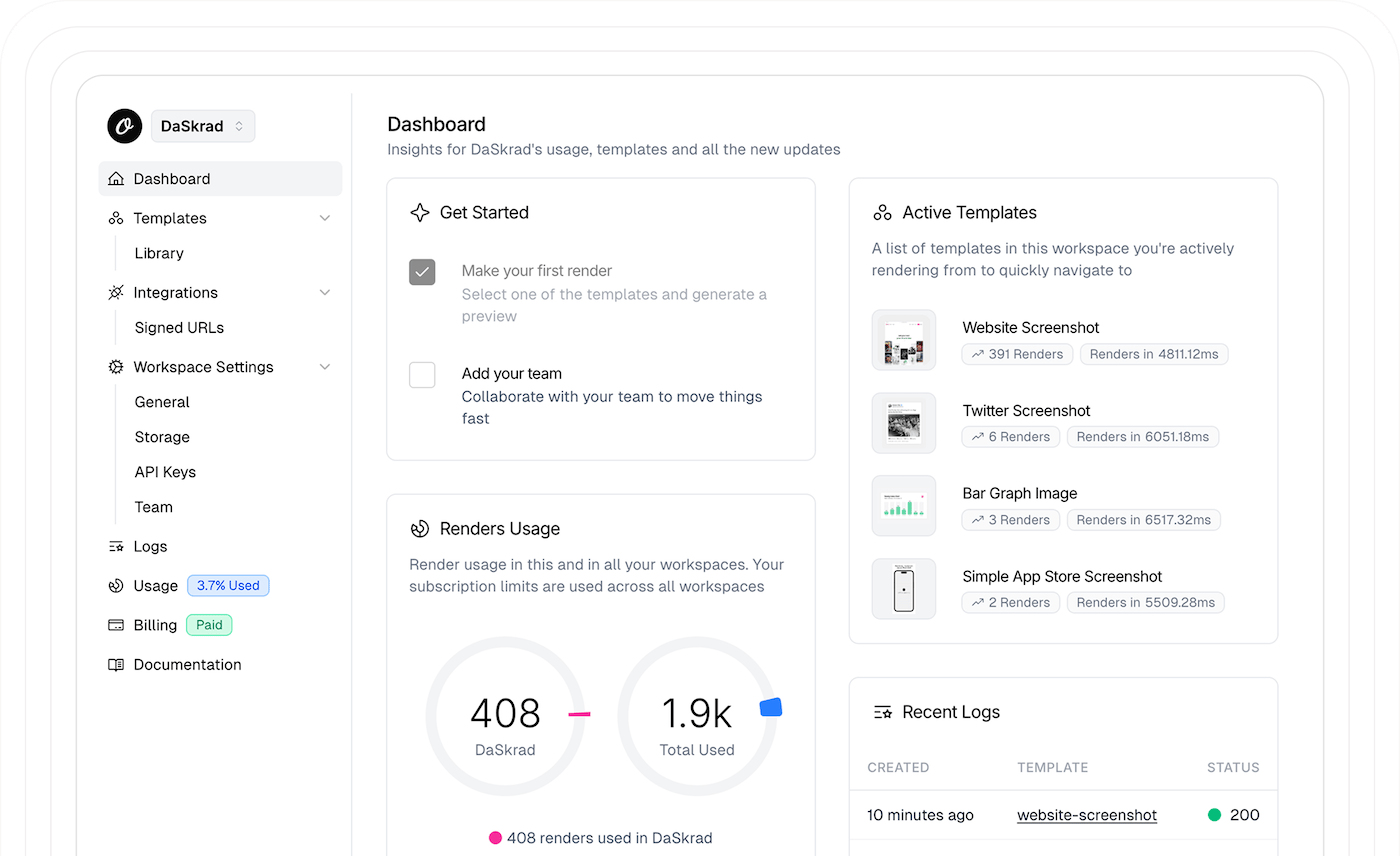 DaSkrad
Dashboard
Templates
Library
Integrations
Signed URLs
Workspace Settings
General
Storage
API Keys
Team
Logs
Usage 3.7% Used
Billing Paid
Documentation
Dashboard
Insights for DaSkrad's usage, templates and all the new updates
Get Started
Make your first render
Select one of the templates and generate a
preview
Add your team
Collaborate with your team to move things
fast
Renders Usage
Render usage in this and in all your workspaces. Your
subscription limits are used across all workspaces
408
DaSkrad
1.9k
Total Used
408 renders used in DaSkrad
Active Templates
A list of templates in this workspace you're actively
rendering from to quickly navigate to
Website Screenshot
391 Renders Renders in 4811.12ms
Twitter Screenshot
6 Renders Renders in 6051.18ms
Bar Graph Image
3 Renders Renders in 6517.32ms
Simple App Store Screenshot
2 Renders Renders in 5509.28ms
Recent Logs
CREATED TEMPLATE STATUS
10 minutes ago website-screenshot 200